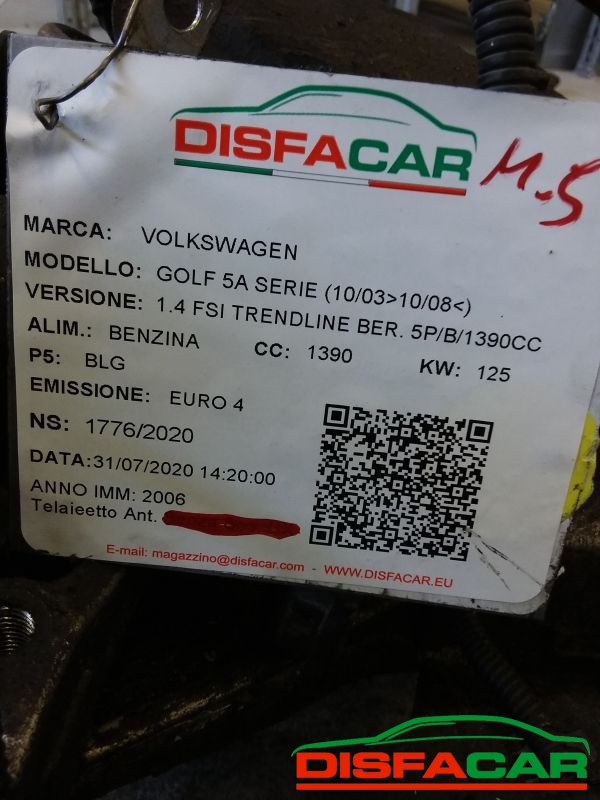 DISFACAR
M-5
MARCA: VOLKSWAGEN
MODELLO: GOLF 5A SERIE (10/03>10/08<)
VERSIONE: 1.4 FSI TRENDLINE BER. 5P/B/1390CC
ALIM.: BENZINA CC: 1390 KW: 125
P5: BLG
EMISSIONE: EURO 4
NS: 1776/2020
DATA:31/07/2020 14:20:00
ANNO IMM: 2006
Telaieetto Ant.
E-mail: magazzino@disfacar.com - WWW.DISFACAR.EU
DISFACAR